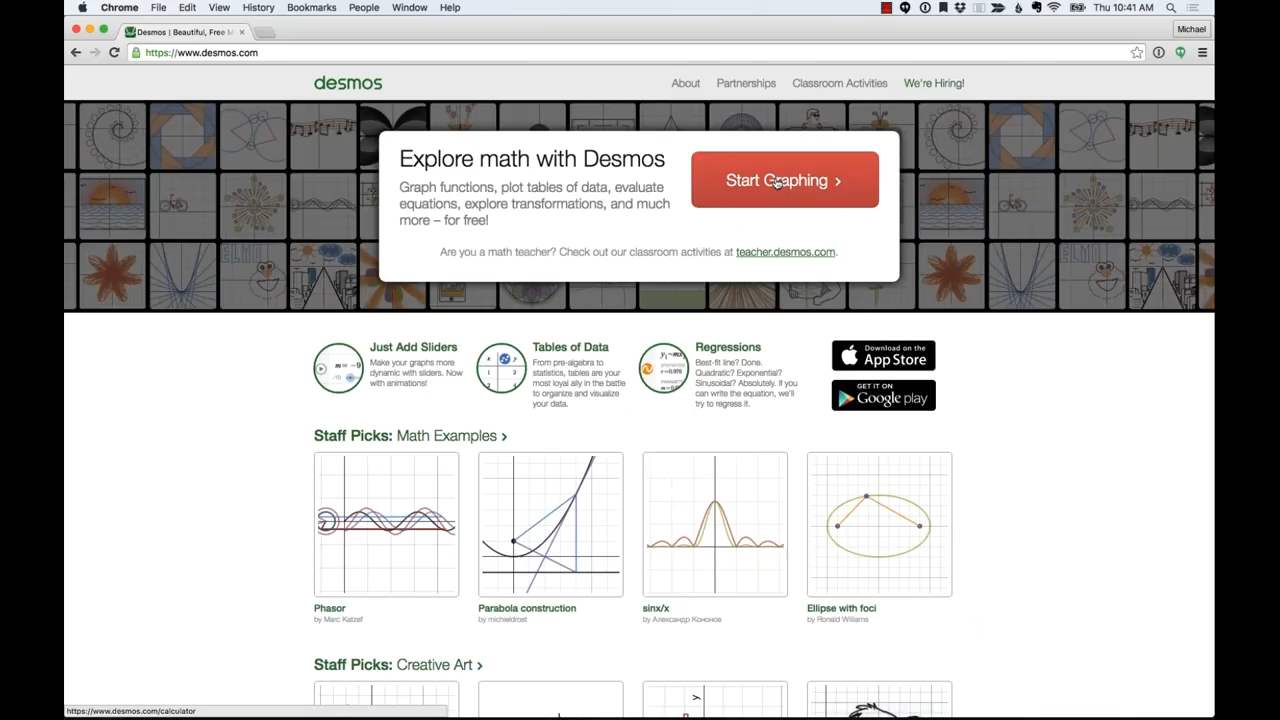 Chrome File Edit View History Bookmarks People Window Help Thu 10:41 AM
Desmos | Beautiful, Free M
Michael
https://www.desmos.com
desmos
About Partnerships Classroom Activities We're Hiring!
Explore math with Desmos
Graph functions, plot tables of data, evaluate
equations, explore transformations, and much
more – for free!
Start Graphing ›
Are you a math teacher? Check out our classroom activities at teacher.desmos.com.
Just Add Sliders
Make your graphs more
dynamic with sliders. Now
with animations!
Tables of Data
From pre-algebra to
statistics, tables are your
most loyal ally in the battle
to organize and visualize
your data.
Regressions
Best-fit line? Done.
Quadratic? Exponential?
Sinusoidal? Absolutely. If you
can write the equation, we'll
try to regress it.
Download on the
App Store
GET IT ON
Google play
Staff Picks: Math Examples ›
Phasor
by Marc Katzef
Parabola construction
by michieldrost
sinx/x
by Александр Кононов
Ellipse with foci
by Ronald Williams
Staff Picks: Creative Art ›
https://www.desmos.com/calculator